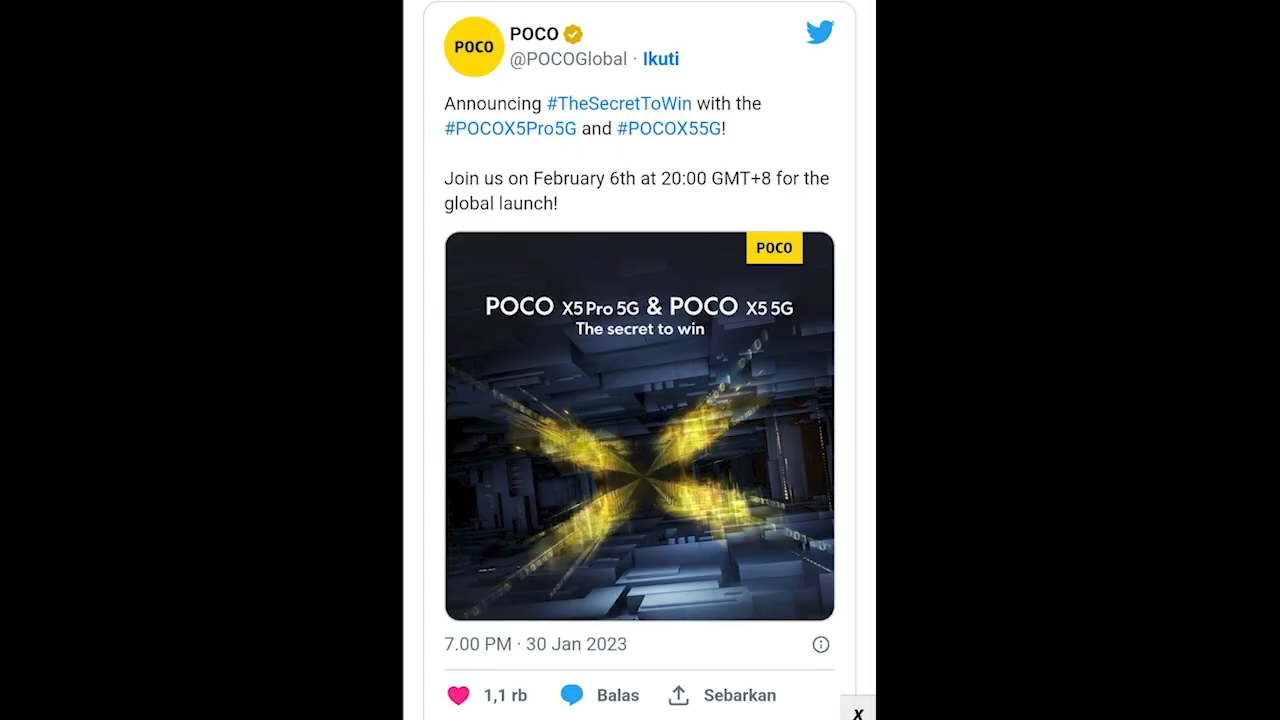 POCO
POCO
@POCOGlobal · Ikuti
Announcing #TheSecretToWin with the
#POCOX5Pro5G and #POCOX55G!
Join us on February 6th at 20:00 GMT+8 for the
global launch!
POCO
POCO X5 Pro 5G & POCO X5 5G
The secret to win
7.00 PM · 30 Jan 2023
1,1 rb Balas Sebarkan
X